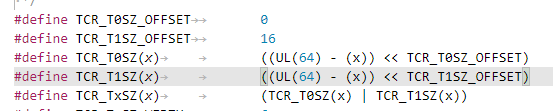 #define TCR_T0SZ_OFFSET 0
#define TCR_T1SZ_OFFSET 16
#define TCR_T0SZ(x) ((UL(64) - (x)) << TCR_T0SZ_OFFSET)
#define TCR_T1SZ(x) ((UL(64) - (x)) << TCR_T1SZ_OFFSET)
#define TCR_TxSZ(x) (TCR_T0SZ(x) | TCR_T1SZ(x))